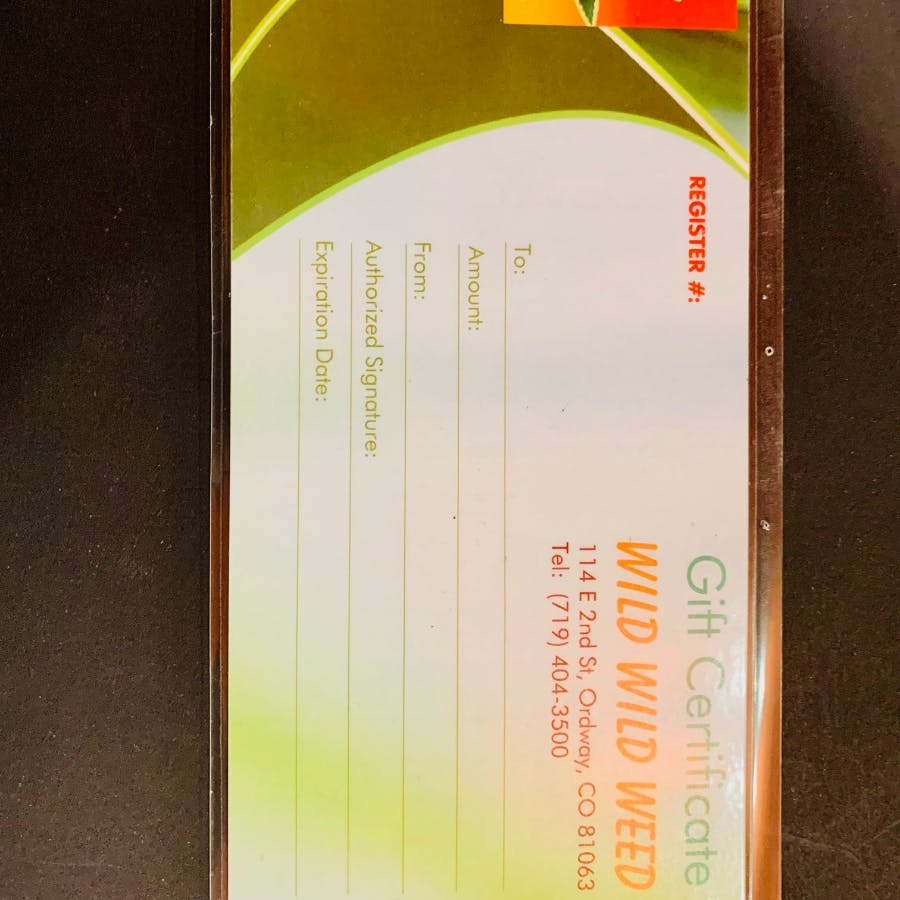 Gift Certificate
WILD WILD WEED
114 E 2nd St, Ordway, CO 81063
Tel: (719) 404-3500
REGISTER #:
To:
Amount:
From:
Authorized Signature:
Expiration Date: